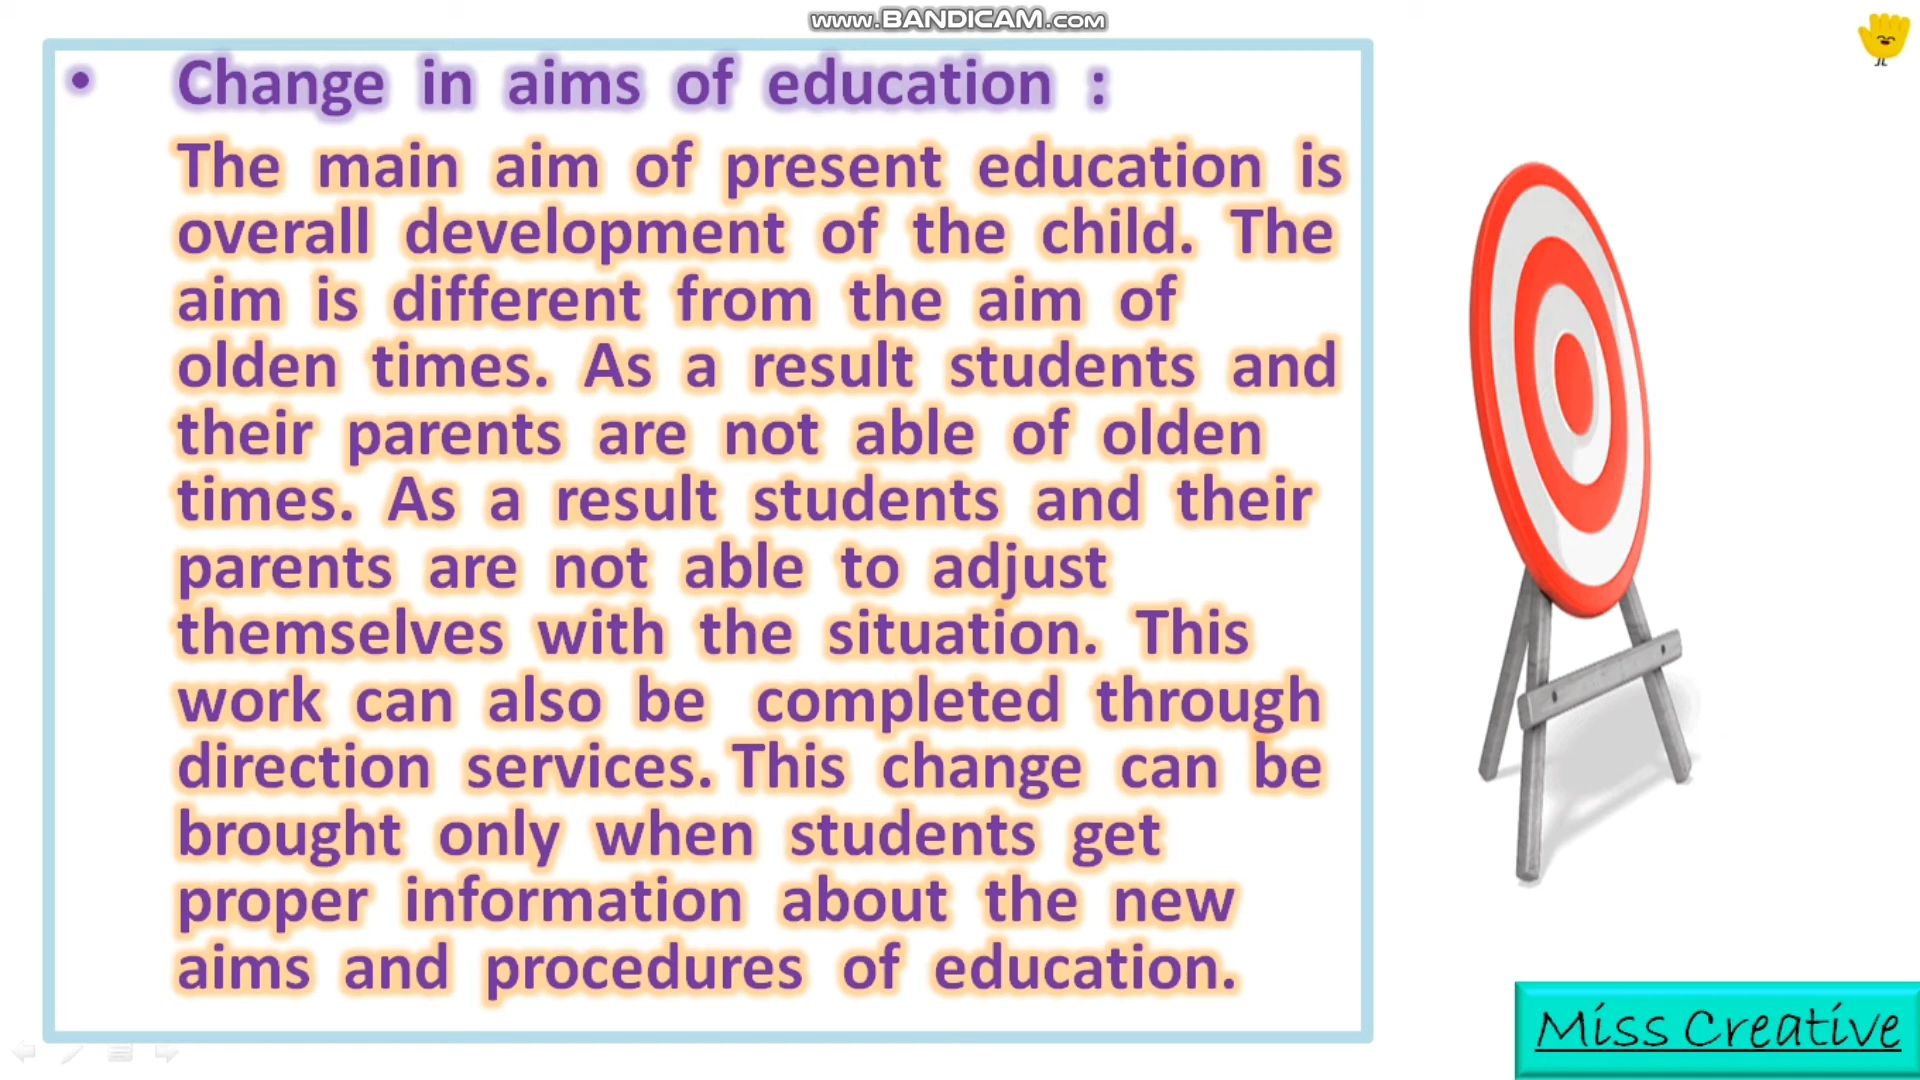 www.BANDICAM.com
• Change in aims of education :
The main aim of present education is
overall development of the child. The
aim is different from the aim of
olden times. As a result students and
their parents are not able of olden
times. As a result students and their
parents are not able to adjust
themselves with the situation. This
work can also be completed through
direction services. This change can be
brought only when students get
proper information about the new
aims and procedures of education.
Miss Creative